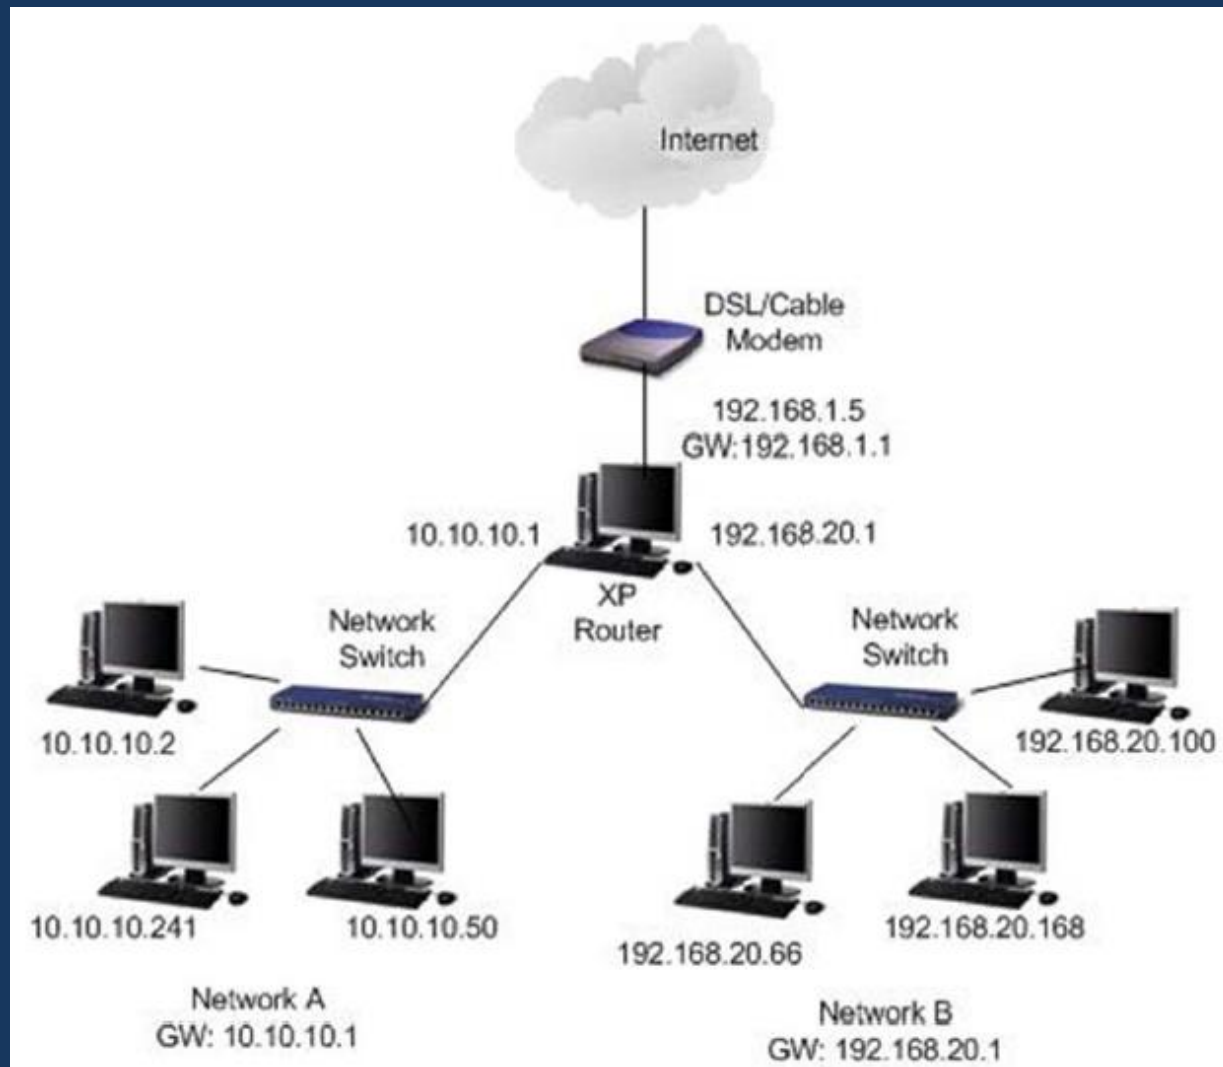 Internet
DSL/Cable
Modem
192.168.1.5
GW:192.168.1.1
10.10.10.1
192.168.20.1
XP
Router
Network
Switch
Network
Switch
10.10.10.2
192.168.20.100
10.10.10.241
10.10.10.50
192.168.20.66
192.168.20.168
Network A
GW: 10.10.10.1
Network B
GW: 192.168.20.1